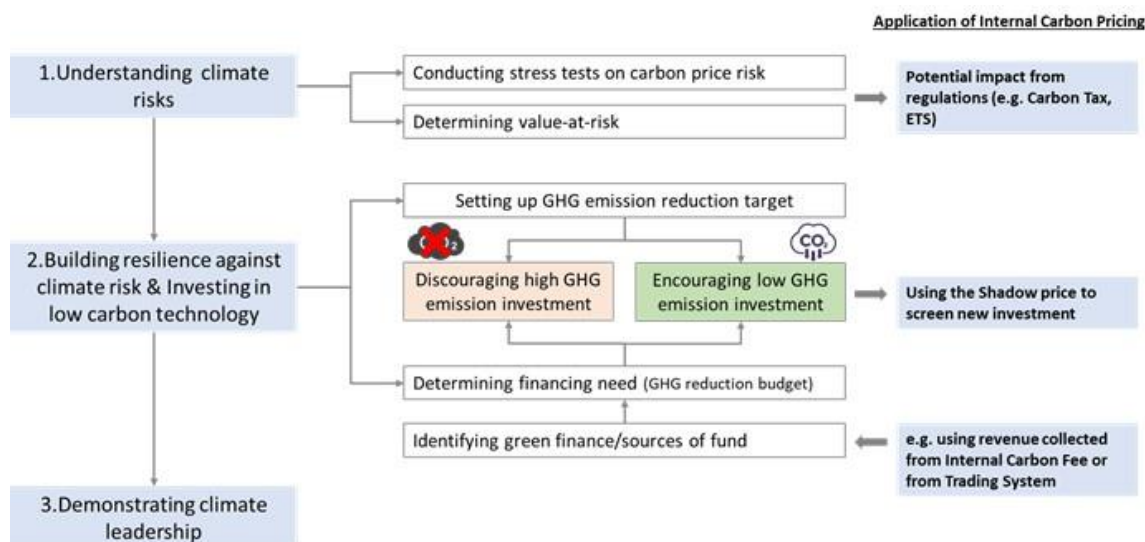 Application of Internal Carbon Pricing
1.Understanding climate
risks
Conducting stress tests on carbon price risk
Determining value-at-risk
Potential impact from
regulations (e.g. Carbon Tax,
ETS)
Setting up GHG emission reduction target
CO₂
2.Building resilience against
climate risk & Investing in
low carbon technology
Discouraging high GHG
emission investment
Encouraging low GHG
emission investment
Using the Shadow price to
screen new investment
Determining financing need (GHG reduction budget)
Identifying green finance/sources of fund
e.g. using revenue collected
from Internal Carbon Fee or
from Trading System
3.Demonstrating climate
leadership